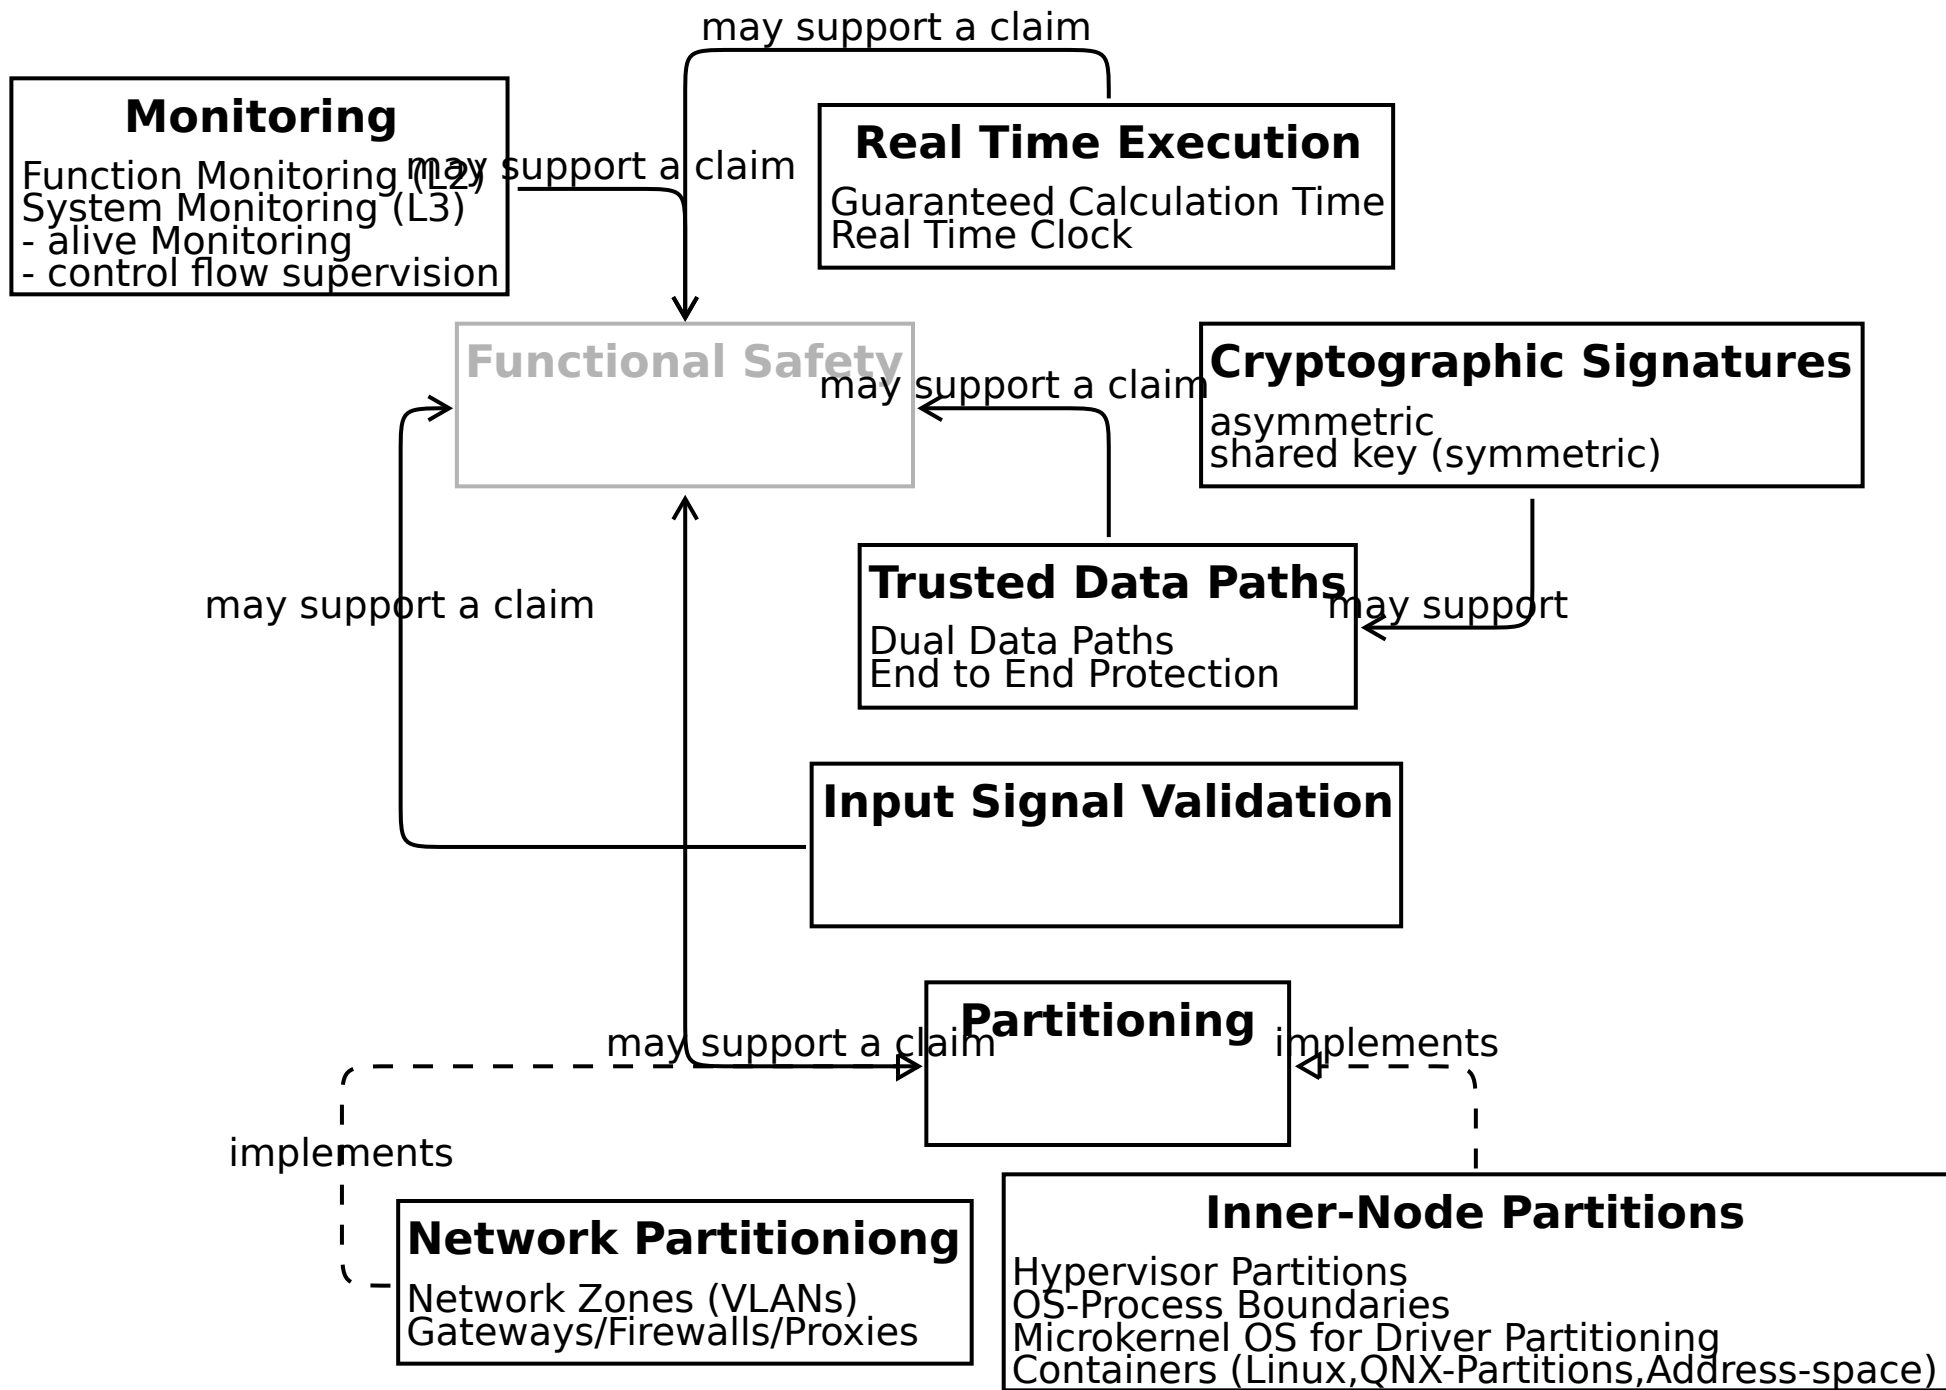 may support a claim
Monitoring
Function Monitoring (L2)
System Monitoring (L3)
- alive Monitoring
- control flow supervision
may support a claim
Real Time Execution
Guaranteed Calculation Time
Real Time Clock
Functional Safety
may support a claim
Cryptographic Signatures
asymmetric
shared key (symmetric)
may support a claim
Trusted Data Paths
Dual Data Paths
End to End Protection
may support
Input Signal Validation
may support a claim
Partitioning
implements
implements
Network Partitioniong
Network Zones (VLANs)
Gateways/Firewalls/Proxies
Inner-Node Partitions
Hypervisor Partitions
OS-Process Boundaries
Microkernel OS for Driver Partitioning
Containers (Linux,QNX-Partitions,Address-space)